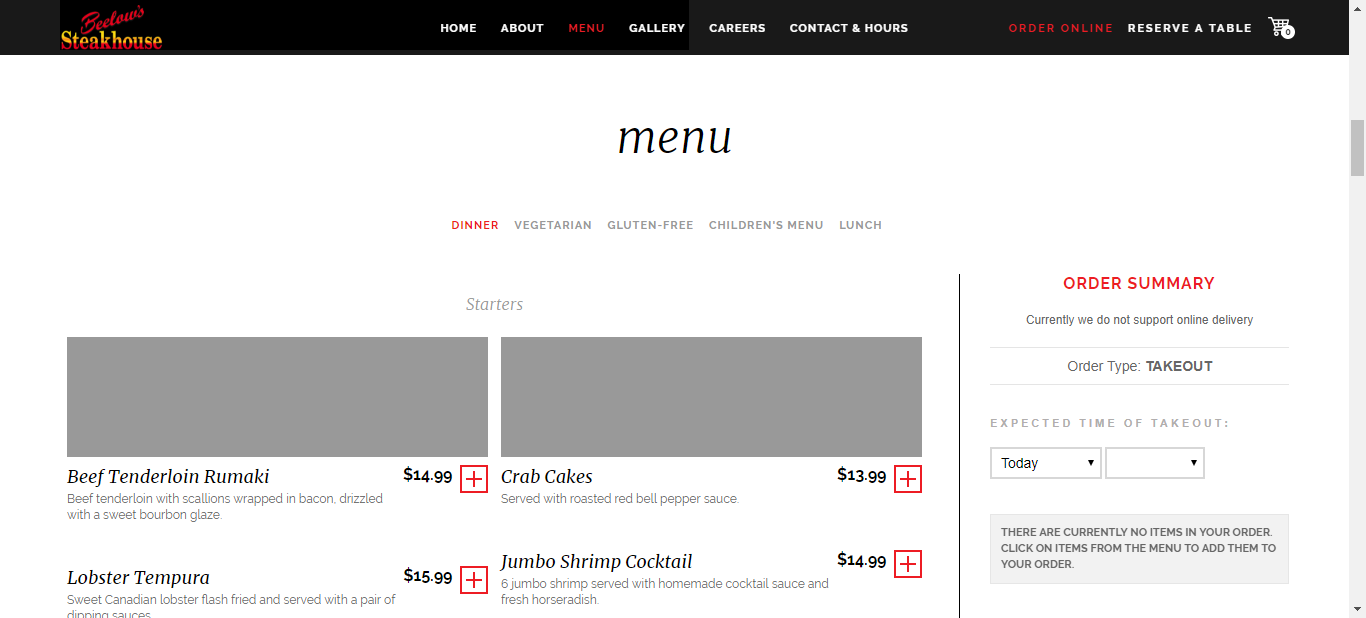 Beelow's
Steakhouse
HOME ABOUT MENU GALLERY CAREERS CONTACT & HOURS ORDER ONLINE RESERVE A TABLE 0
menu
DINNER VEGETARIAN GLUTEN-FREE CHILDREN'S MENU LUNCH
Starters
Beef Tenderloin Rumaki $14.99
Beef tenderloin with scallions wrapped in bacon, drizzled
with a sweet bourbon glaze.
Crab Cakes $13.99
Served with roasted red bell pepper sauce.
Lobster Tempura $15.99
Sweet Canadian lobster flash fried and served with a pair of
dipping sauces
Jumbo Shrimp Cocktail $14.99
6 jumbo shrimp served with homemade cocktail sauce and
fresh horseradish.
ORDER SUMMARY
Currently we do not support online delivery
Order Type: TAKEOUT
EXPECTED TIME OF TAKEOUT:
Today
THERE ARE CURRENTLY NO ITEMS IN YOUR ORDER.
CLICK ON ITEMS FROM THE MENU TO ADD THEM TO
YOUR ORDER.